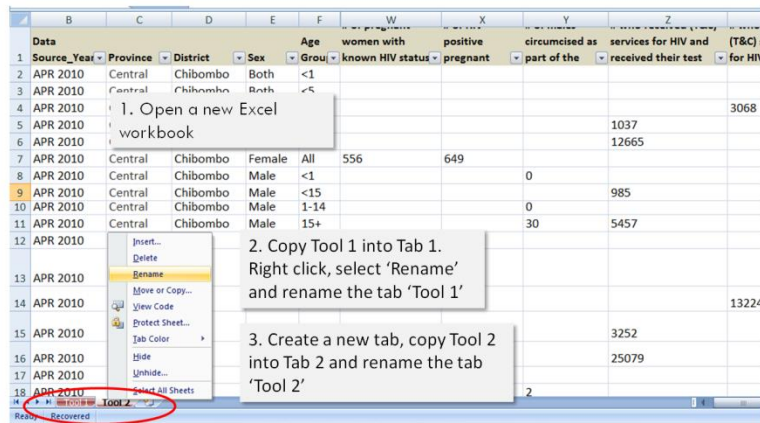 B C D E F W X Y Z
women with positive circumcised as services for HIV and (T&C)
Data Age
1 Source_Year Province District Sex Grou known HIV status pregnant part of the received their test for HIV
2 APR 2010 Central Chibombo Both <1
3 APR 2010 Central Chibombo Both <5
4 APR 2010 3068
5 APR 2010 1037
6 APR 2010 12665
1. Open a new Excel
workbook
7 APR 2010 Central Chibombo Female All 556 649
8 APR 2010 Central Chibombo Male <1 0
9 APR 2010 Central Chibombo Male <15 985
10 APR 2010 Central Chibombo Male 1-14 0
11 APR 2010 Central Chibombo Male 15+ 30 5457
12 APR 2010
13 APR 2010
14 APR 2010 13224
15 APR 2010 3252
16 APR 2010 25079
17 APR 2010
18 APR 2010 2
Insert...
Delete
Rename
Move or Copy...
View Code
Protect Sheet...
Tab Color
Hide
Unhide...
Select All Sheets
2. Copy Tool 1 into Tab 1.
Right click, select ‘Rename’
and rename the tab ‘Tool 1’
3. Create a new tab, copy Tool 2
into Tab 2 and rename the tab
‘Tool 2’
Tool 1 Tool 2
Ready Recovered